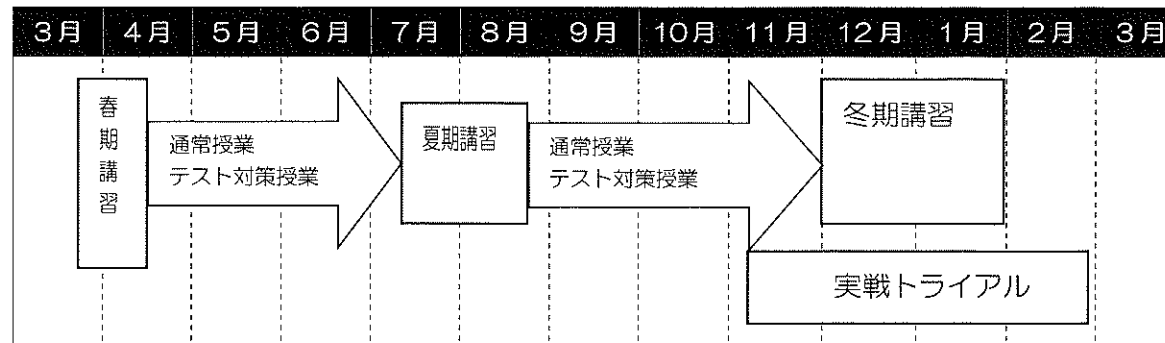 3月 4月 5月 6月 7月 8月 9月 10月 11月 12月 1月 2月 3月
春期講習
通常授業
テスト対策授業
夏期講習
通常授業
テスト対策授業
冬期講習
実戦トライアル